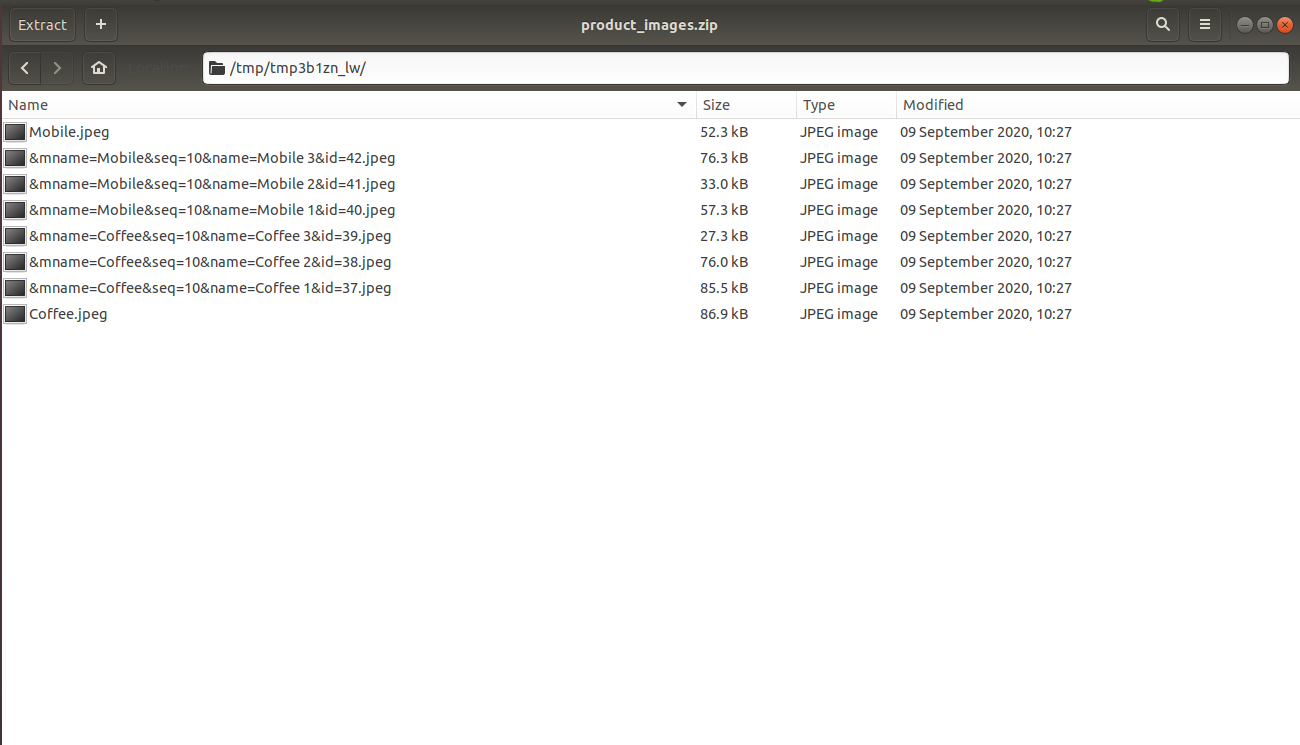 Extract + product_images.zip
/tmp/tmp3b1zn_lw/
Name Size Type Modified
Mobile.jpeg 52.3 kB JPEG image 09 September 2020, 10:27
&mname=Mobile&seq=10&name=Mobile 3&id=42.jpeg 76.3 kB JPEG image 09 September 2020, 10:27
&mname=Mobile&seq=10&name=Mobile 2&id=41.jpeg 33.0 kB JPEG image 09 September 2020, 10:27
&mname=Mobile&seq=10&name=Mobile 1&id=40.jpeg 57.3 kB JPEG image 09 September 2020, 10:27
&mname=Coffee&seq=10&name=Coffee 3&id=39.jpeg 27.3 kB JPEG image 09 September 2020, 10:27
&mname=Coffee&seq=10&name=Coffee 2&id=38.jpeg 76.0 kB JPEG image 09 September 2020, 10:27
&mname=Coffee&seq=10&name=Coffee 1&id=37.jpeg 85.5 kB JPEG image 09 September 2020, 10:27
Coffee.jpeg 86.9 kB JPEG image 09 September 2020, 10:27